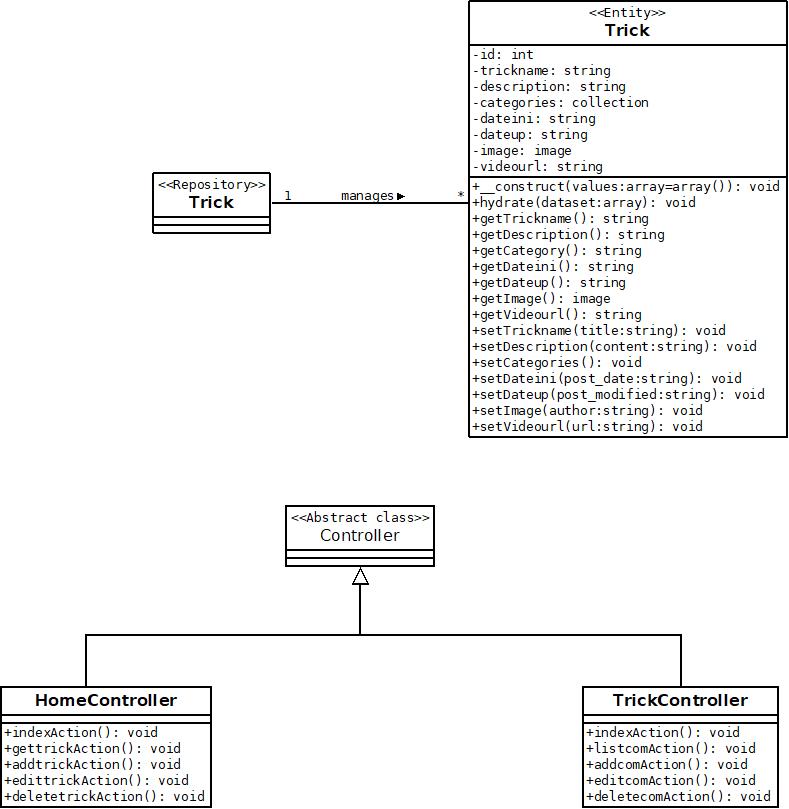 <<Entity>>
Trick
-id: int
-trickname: string
-description: string
-categories: collection
-dateini: string
-dateup: string
-image: image
-videourl: string
+__construct(values:array=array()): void
+hydrate(dataset:array): void
+getTrickname(): string
+getDescription(): string
+getCategory(): string
+getDateini(): string
+getDateup(): string
+getImage(): image
+getVideourl(): string
+setTrickname(title:string): void
+setDescription(content:string): void
+setCategories(): void
+setDateini(post_date:string): void
+setDateup(post_modified:string): void
+setImage(author:string): void
+setVideourl(url:string): void
<<Repository>>
Trick
1 manages► *
<<Abstract class>>
Controller
HomeController
+indexAction(): void
+gettrickAction(): void
+addtrickAction(): void
+edittrickAction(): void
+deletetrickAction(): void
TrickController
+indexAction(): void
+listcomAction(): void
+addcomAction(): void
+editcomAction(): void
+deletecomAction(): void